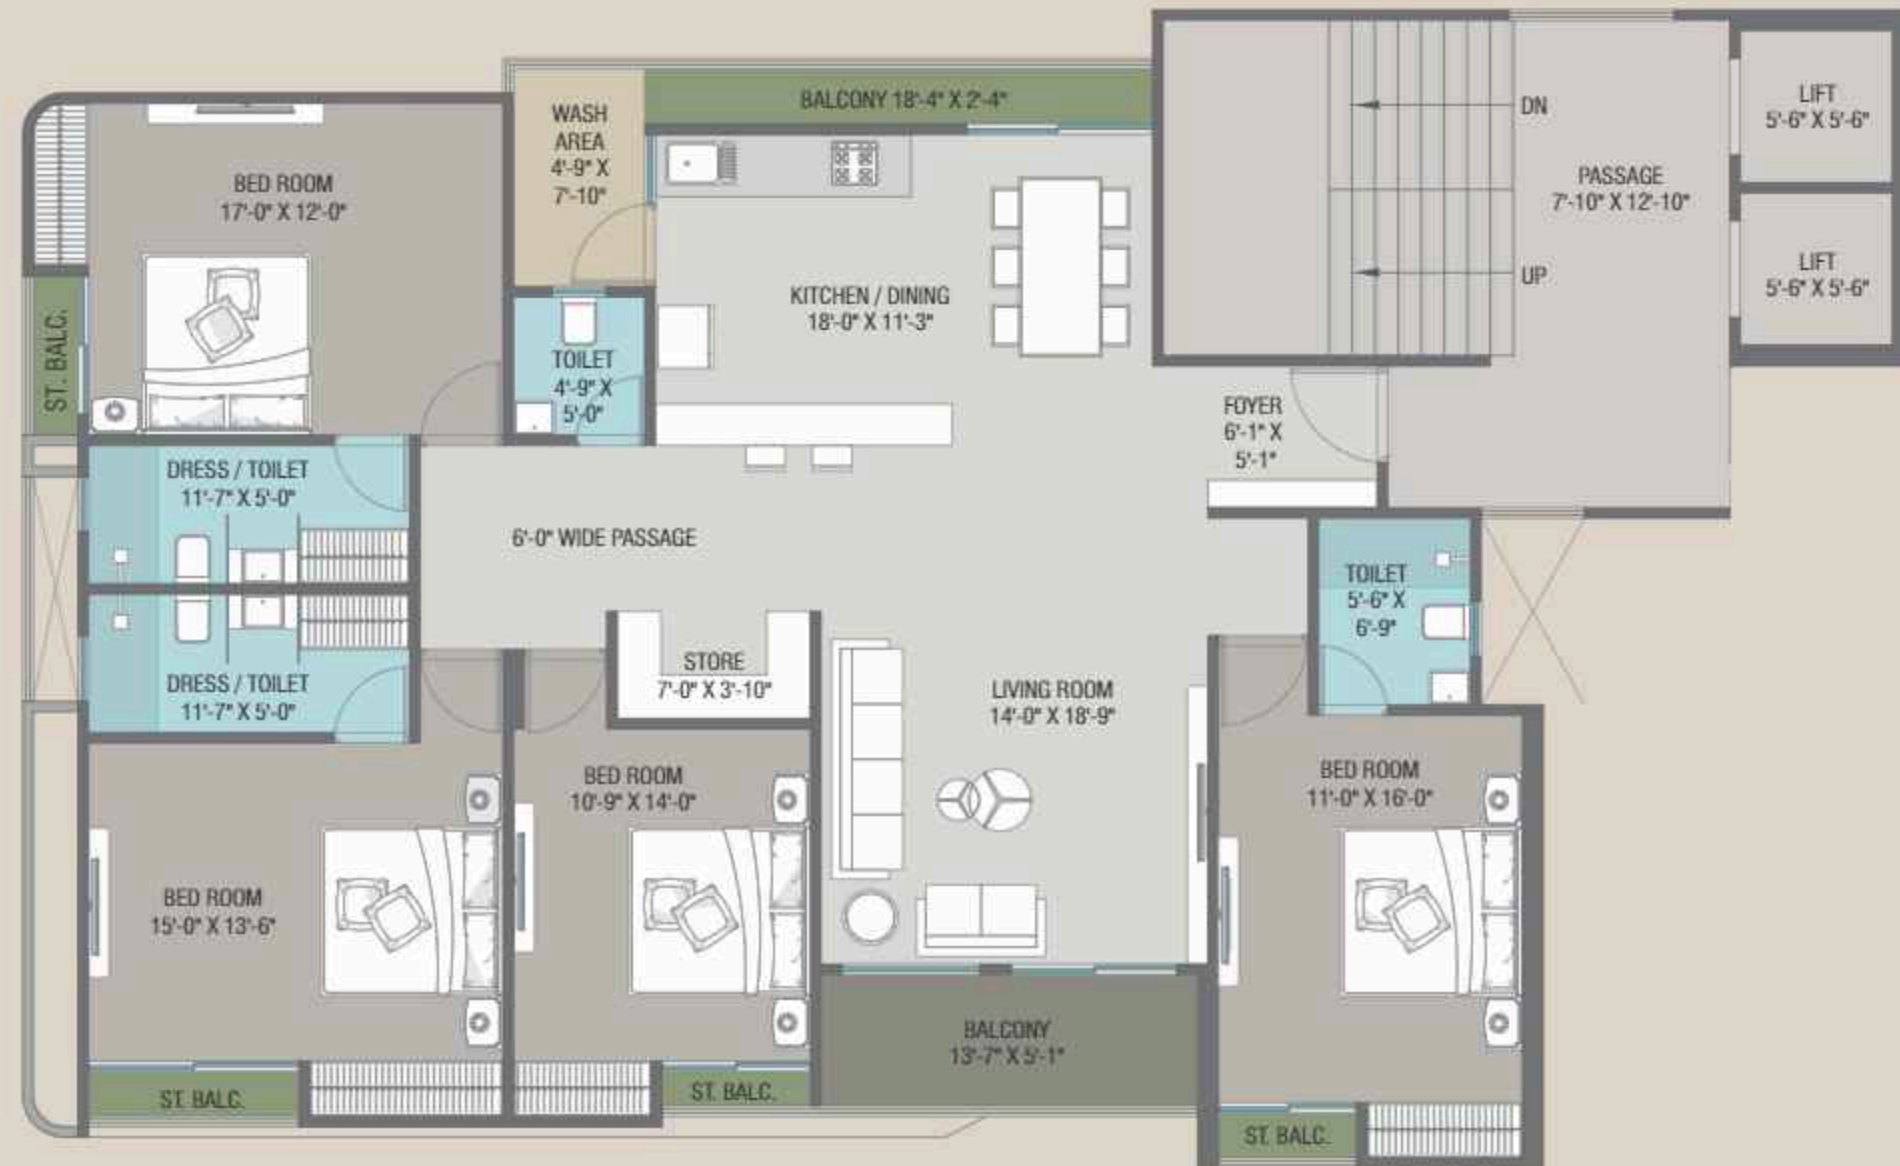 BALCONY 18'-4" X 2'-4"
WASH
AREA
4'-9" X
7'-10"
LIFT
5'-6" X 5'-6"
DN
BED ROOM
17'-0" X 12'-0"
PASSAGE
7'-10" X 12'-10"
LIFT
5'-6" X 5'-6"
UP
KITCHEN / DINING
18'-0" X 11'-3"
ST. BALC.
TOILET
4'-9" X
5'-0"
FOYER
6'-1" X
5'-1"
DRESS / TOILET
11'-7" X 5'-0"
6'-0" WIDE PASSAGE
TOILET
5'-6" X
6'-9"
DRESS / TOILET
11'-7" X 5'-0"
STORE
7'-0" X 3'-10"
LIVING ROOM
14'-0" X 18'-9"
BED ROOM
10'-9" X 14'-0"
BED ROOM
11'-0" X 16'-0"
BED ROOM
15'-0" X 13'-6"
BALCONY
13'-7" X 5'-1"
ST. BALC.
ST. BALC.
ST. BALC.